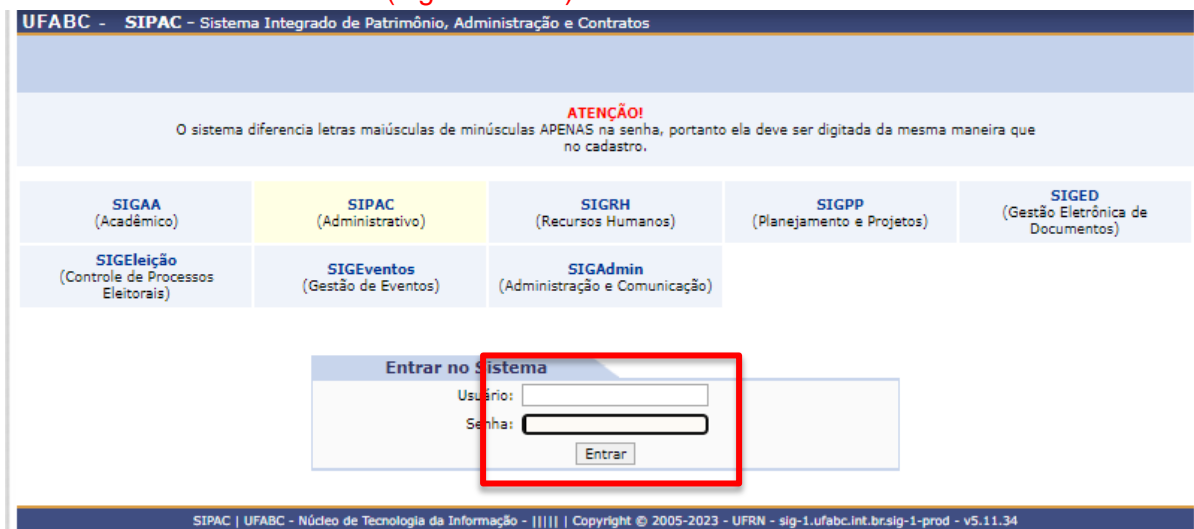 UFABC - SIPAC - Sistema Integrado de Patrimônio, Administração e Contratos
ATENÇÃO!
O sistema diferencia letras maiúsculas de minúsculas APENAS na senha, portanto ela deve ser digitada da mesma maneira que
no cadastro.
SIGAA
(Acadêmico)
SIPAC
(Administrativo)
SIGRH
(Recursos Humanos)
SIGPP
(Planejamento e Projetos)
SIGED
(Gestão Eletrônica de
Documentos)
SIGEleição
(Controle de Processos
Eleitorais)
SIGEventos
(Gestão de Eventos)
SIGAdmin
(Administração e Comunicação)
Entrar no Sistema
Usuário:
Senha:
Entrar
SIPAC | UFABC - Núcleo de Tecnologia da Informação - ||||| | Copyright © 2005-2023 - UFRN - sig-1.ufabc.int.br.sig-1-prod - v5.11.34